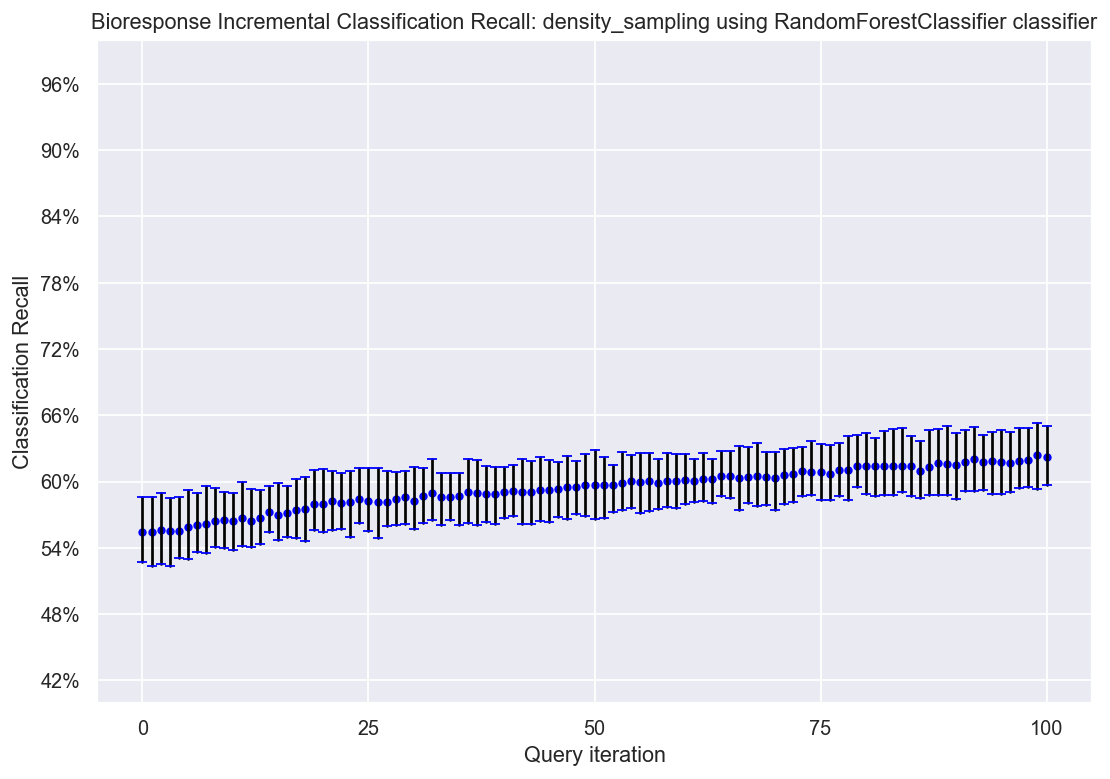 Bioresponse Incremental Classification Recall: density_sampling using RandomForestClassifier classifier
96%
90%
84%
78%
72%
66%
60%
54%
48%
42%
Classification Recall
0 25 50 75 100
Query iteration